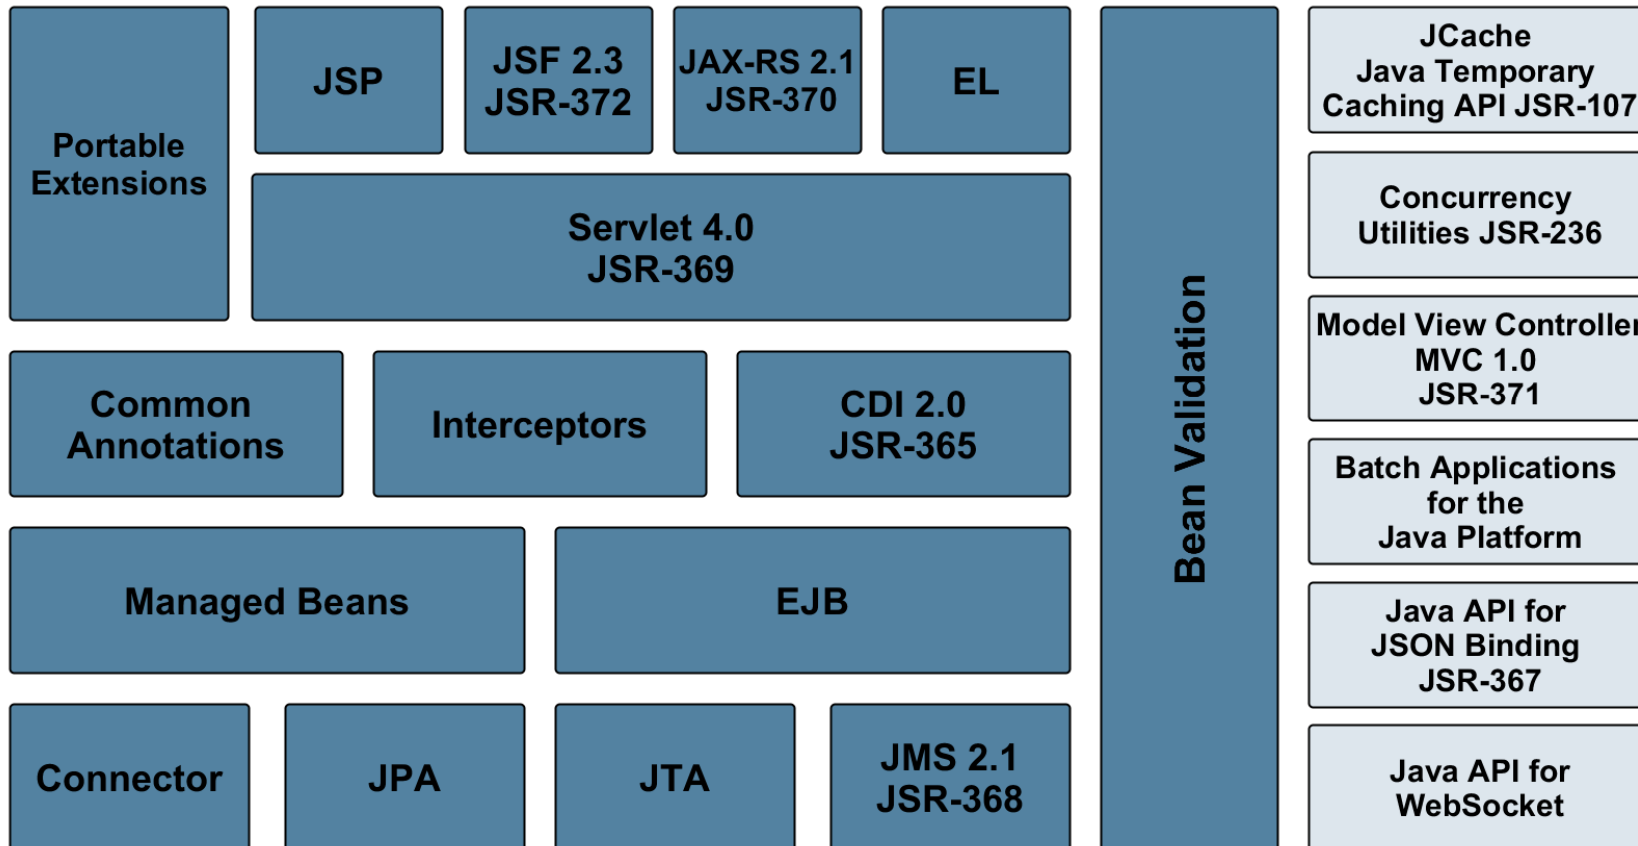 Portable
Extensions
JSP
JSF 2.3
JSR-372
JAX-RS 2.1
JSR-370
EL
Servlet 4.0
JSR-369
Common
Annotations
Interceptors
CDI 2.0
JSR-365
Managed Beans
EJB
Connector
JPA
JTA
JMS 2.1
JSR-368
Bean Validation
JCache
Java Temporary
Caching API JSR-107
Concurrency
Utilities JSR-236
Model View Controller
MVC 1.0
JSR-371
Batch Applications
for the
Java Platform
Java API for
JSON Binding
JSR-367
Java API for
WebSocket